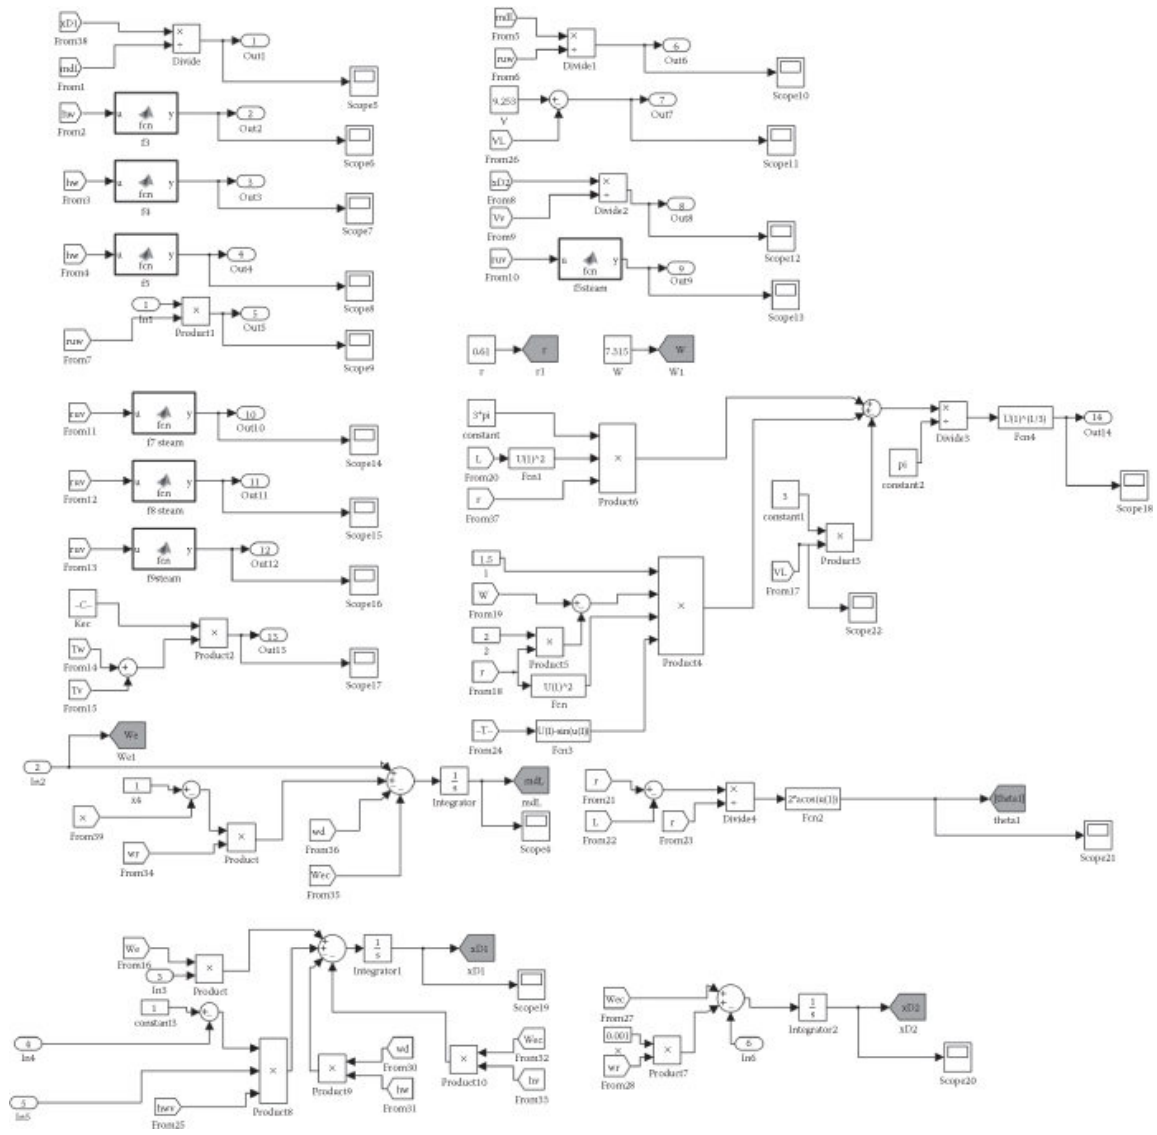 xD1
From38
mdL
From1
×
÷
Divide
1
Out1
Scope5
hw
From2
u
fcn
y
f3
2
Out2
Scope6
hw
From3
u
fcn
y
f4
3
Out3
Scope7
hw
From4
u
fcn
y
f5
4
Out4
Scope8
1
In1
ruw
From7
×
Product1
5
Out5
Scope9
mdL
From5
ruw
From6
×
÷
Divide1
6
Out6
Scope10
9.253
V
VL
From26
7
Out7
Scope11
xD2
From8
Vv
From9
×
÷
Divide2
8
Out8
Scope12
ruv
From10
u
fcn
y
f5steam
9
Out9
Scope13
0.61
r
r
r1
7.315
W
W
W1
ruv
From11
u
fcn
y
f7 steam
10
Out10
Scope14
ruv
From12
u
fcn
y
f8 steam
11
Out11
Scope15
ruv
From13
u
fcn
y
f9steam
12
Out12
Scope16
-C-
Kec
Tw
From14
Tv
From15
×
Product2
13
Out13
Scope17
3*pi
constant
L
From20
U(1)^2
Fcn1
r
From37
×
Product6
×
÷
Divide3
pi
constant2
U(1)^(1/3)
Fcn4
14
Out14
Scope18
3
constant1
×
Product3
VL
From17
Scope22
1.5
1
W
From19
2
2
×
Product5
r
From18
U(1)^2
Fcn
-T-
From24
U(1)-sin(u(1))
Fcn3
×
Product4
We
We1
2
In2
1
x4
x
From39
wr
From34
×
Product
wd
From36
Wec
From35
1
s
Integrator
mdL
mdL
Scope4
r
From21
L
From22
r
From23
×
÷
Divide4
2*acos(u(1))
Fcn2
[theta1]
theta1
Scope21
We
From16
3
In3
×
Product
1
constant3
4
In4
5
In5
hwv
From25
×
Product8
×
Product9
wd
From30
hw
From31
×
Product10
Wec
From32
hv
From33
1
s
Integrator1
xD1
xD1
Scope19
Wec
From27
0.001
x
wr
From28
×
Product7
6
In6
1
s
Integrator2
xD2
xD2
Scope20